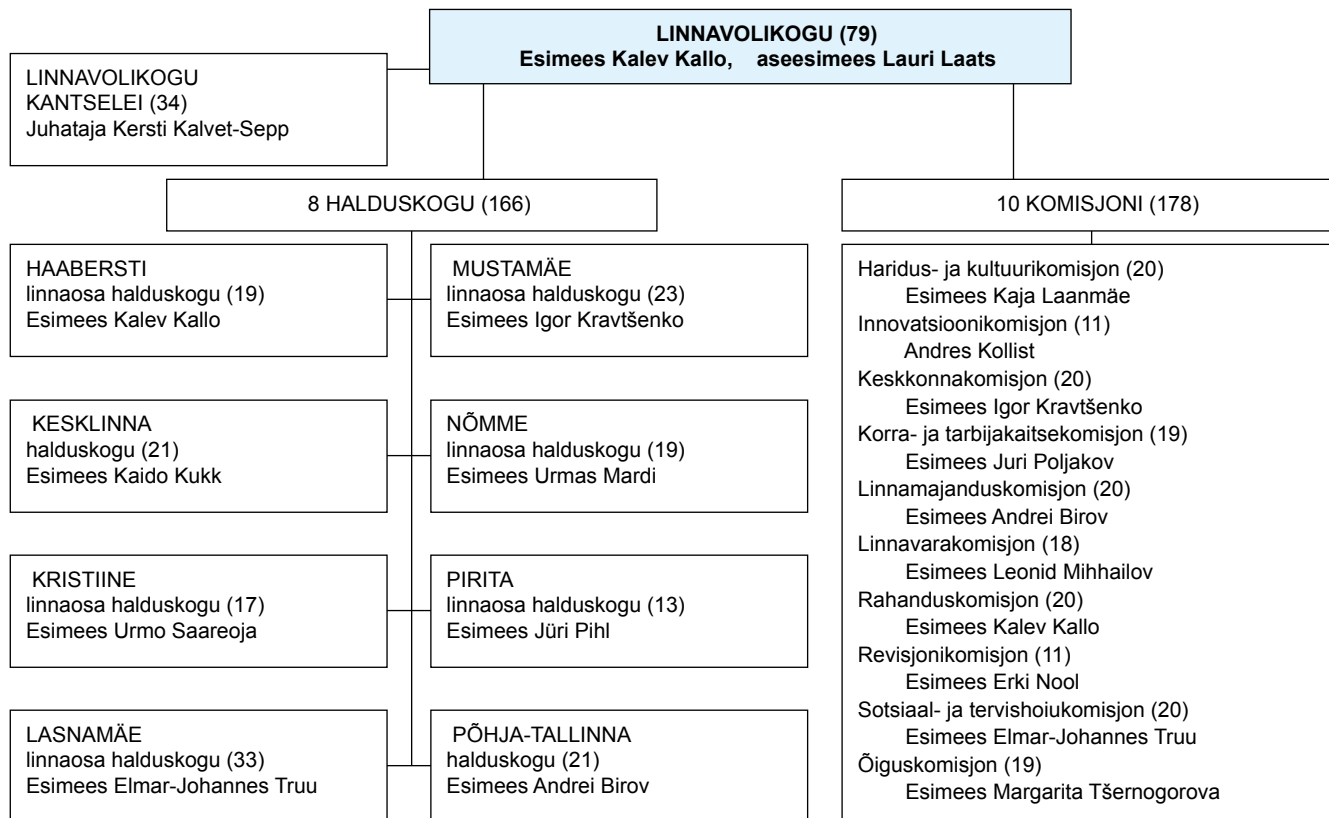 LINNAVOLIKOGU (79)
Esimees Kalev Kallo, aseesimees Lauri Laats
LINNAVOLIKOGU
KANTSELEI (34)
Juhataja Kersti Kalvet-Sepp
8 HALDUSKOGU (166)
HAABERSTI
linnaosa halduskogu (19)
Esimees Kalev Kallo
MUSTAMÄE
linnaosa halduskogu (23)
Esimees Igor Kravtšenko
KESKLINNA
halduskogu (21)
Esimees Kaido Kukk
NÕMME
linnaosa halduskogu (19)
Esimees Urmas Mardi
KRISTIINE
linnaosa halduskogu (17)
Esimees Urmo Saareoja
PIRITA
linnaosa halduskogu (13)
Esimees Jüri Pihl
LASNAMÄE
linnaosa halduskogu (33)
Esimees Elmar-Johannes Truu
PÕHJA-TALLINNA
halduskogu (21)
Esimees Andrei Birov
10 KOMISJONI (178)
Haridus- ja kultuurikomisjon (20)
Esimees Kaja Laanmäe
Innovatsioonikomisjon (11)
Andres Kollist
Keskkonnakomisjon (20)
Esimees Igor Kravtšenko
Korra- ja tarbijakaitsekomisjon (19)
Esimees Juri Poljakov
Linnamajanduskomisjon (20)
Esimees Andrei Birov
Linnavarakomisjon (18)
Esimees Leonid Mihhailov
Rahanduskomisjon (20)
Esimees Kalev Kallo
Revisjonikomisjon (11)
Esimees Erki Nool
Sotsiaal- ja tervishoiukomisjon (20)
Esimees Elmar-Johannes Truu
Õiguskomisjon (19)
Esimees Margarita Tšernogorova